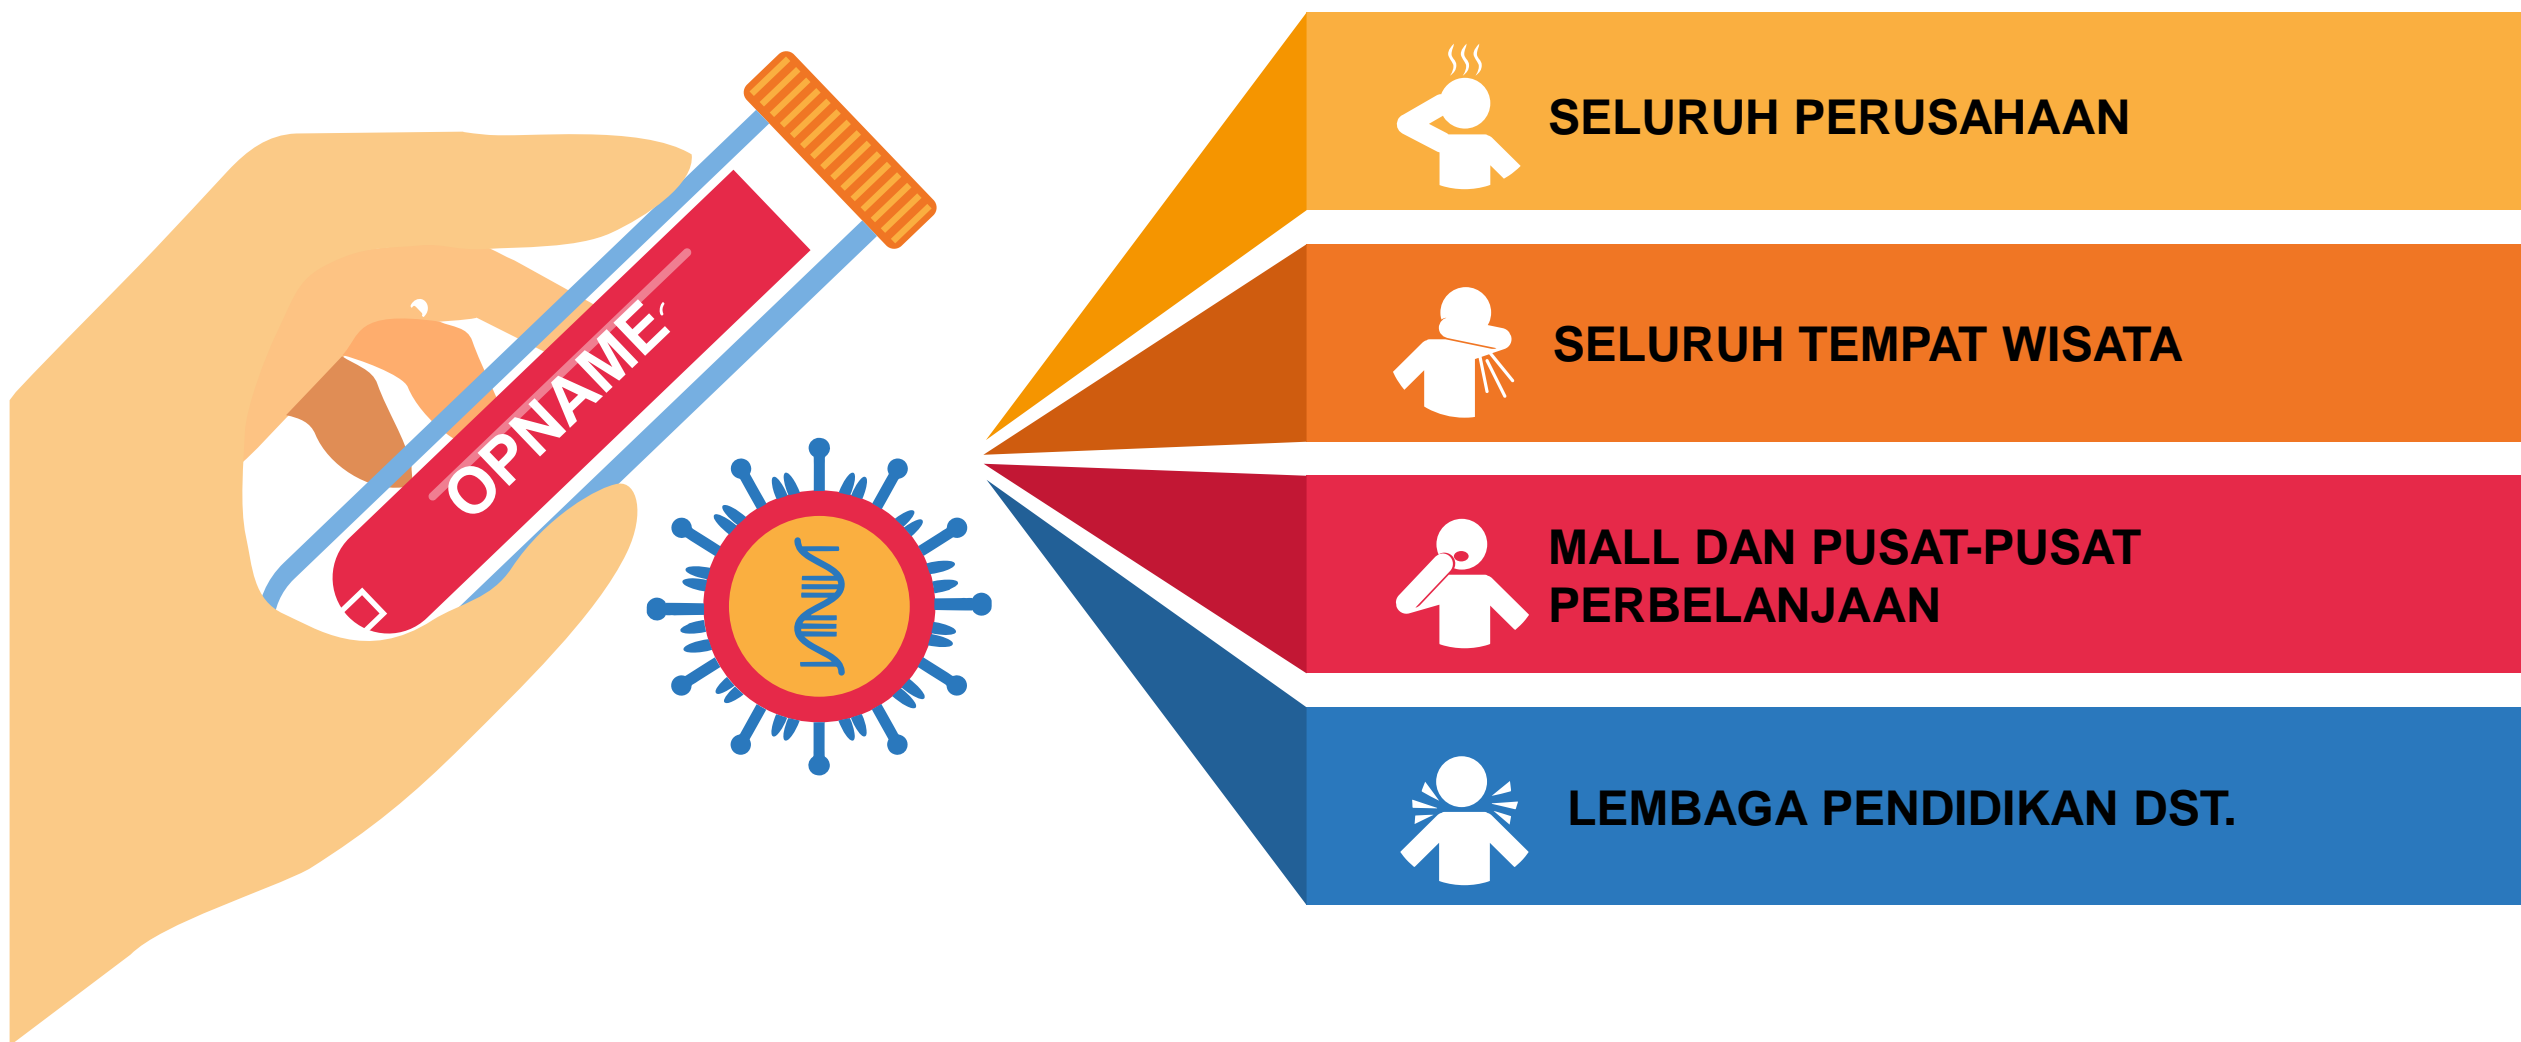 OPNAME
SELURUH PERUSAHAAN
SELURUH TEMPAT WISATA
MALL DAN PUSAT-PUSAT
PERBELANJAAN
LEMBAGA PENDIDIKAN DST.